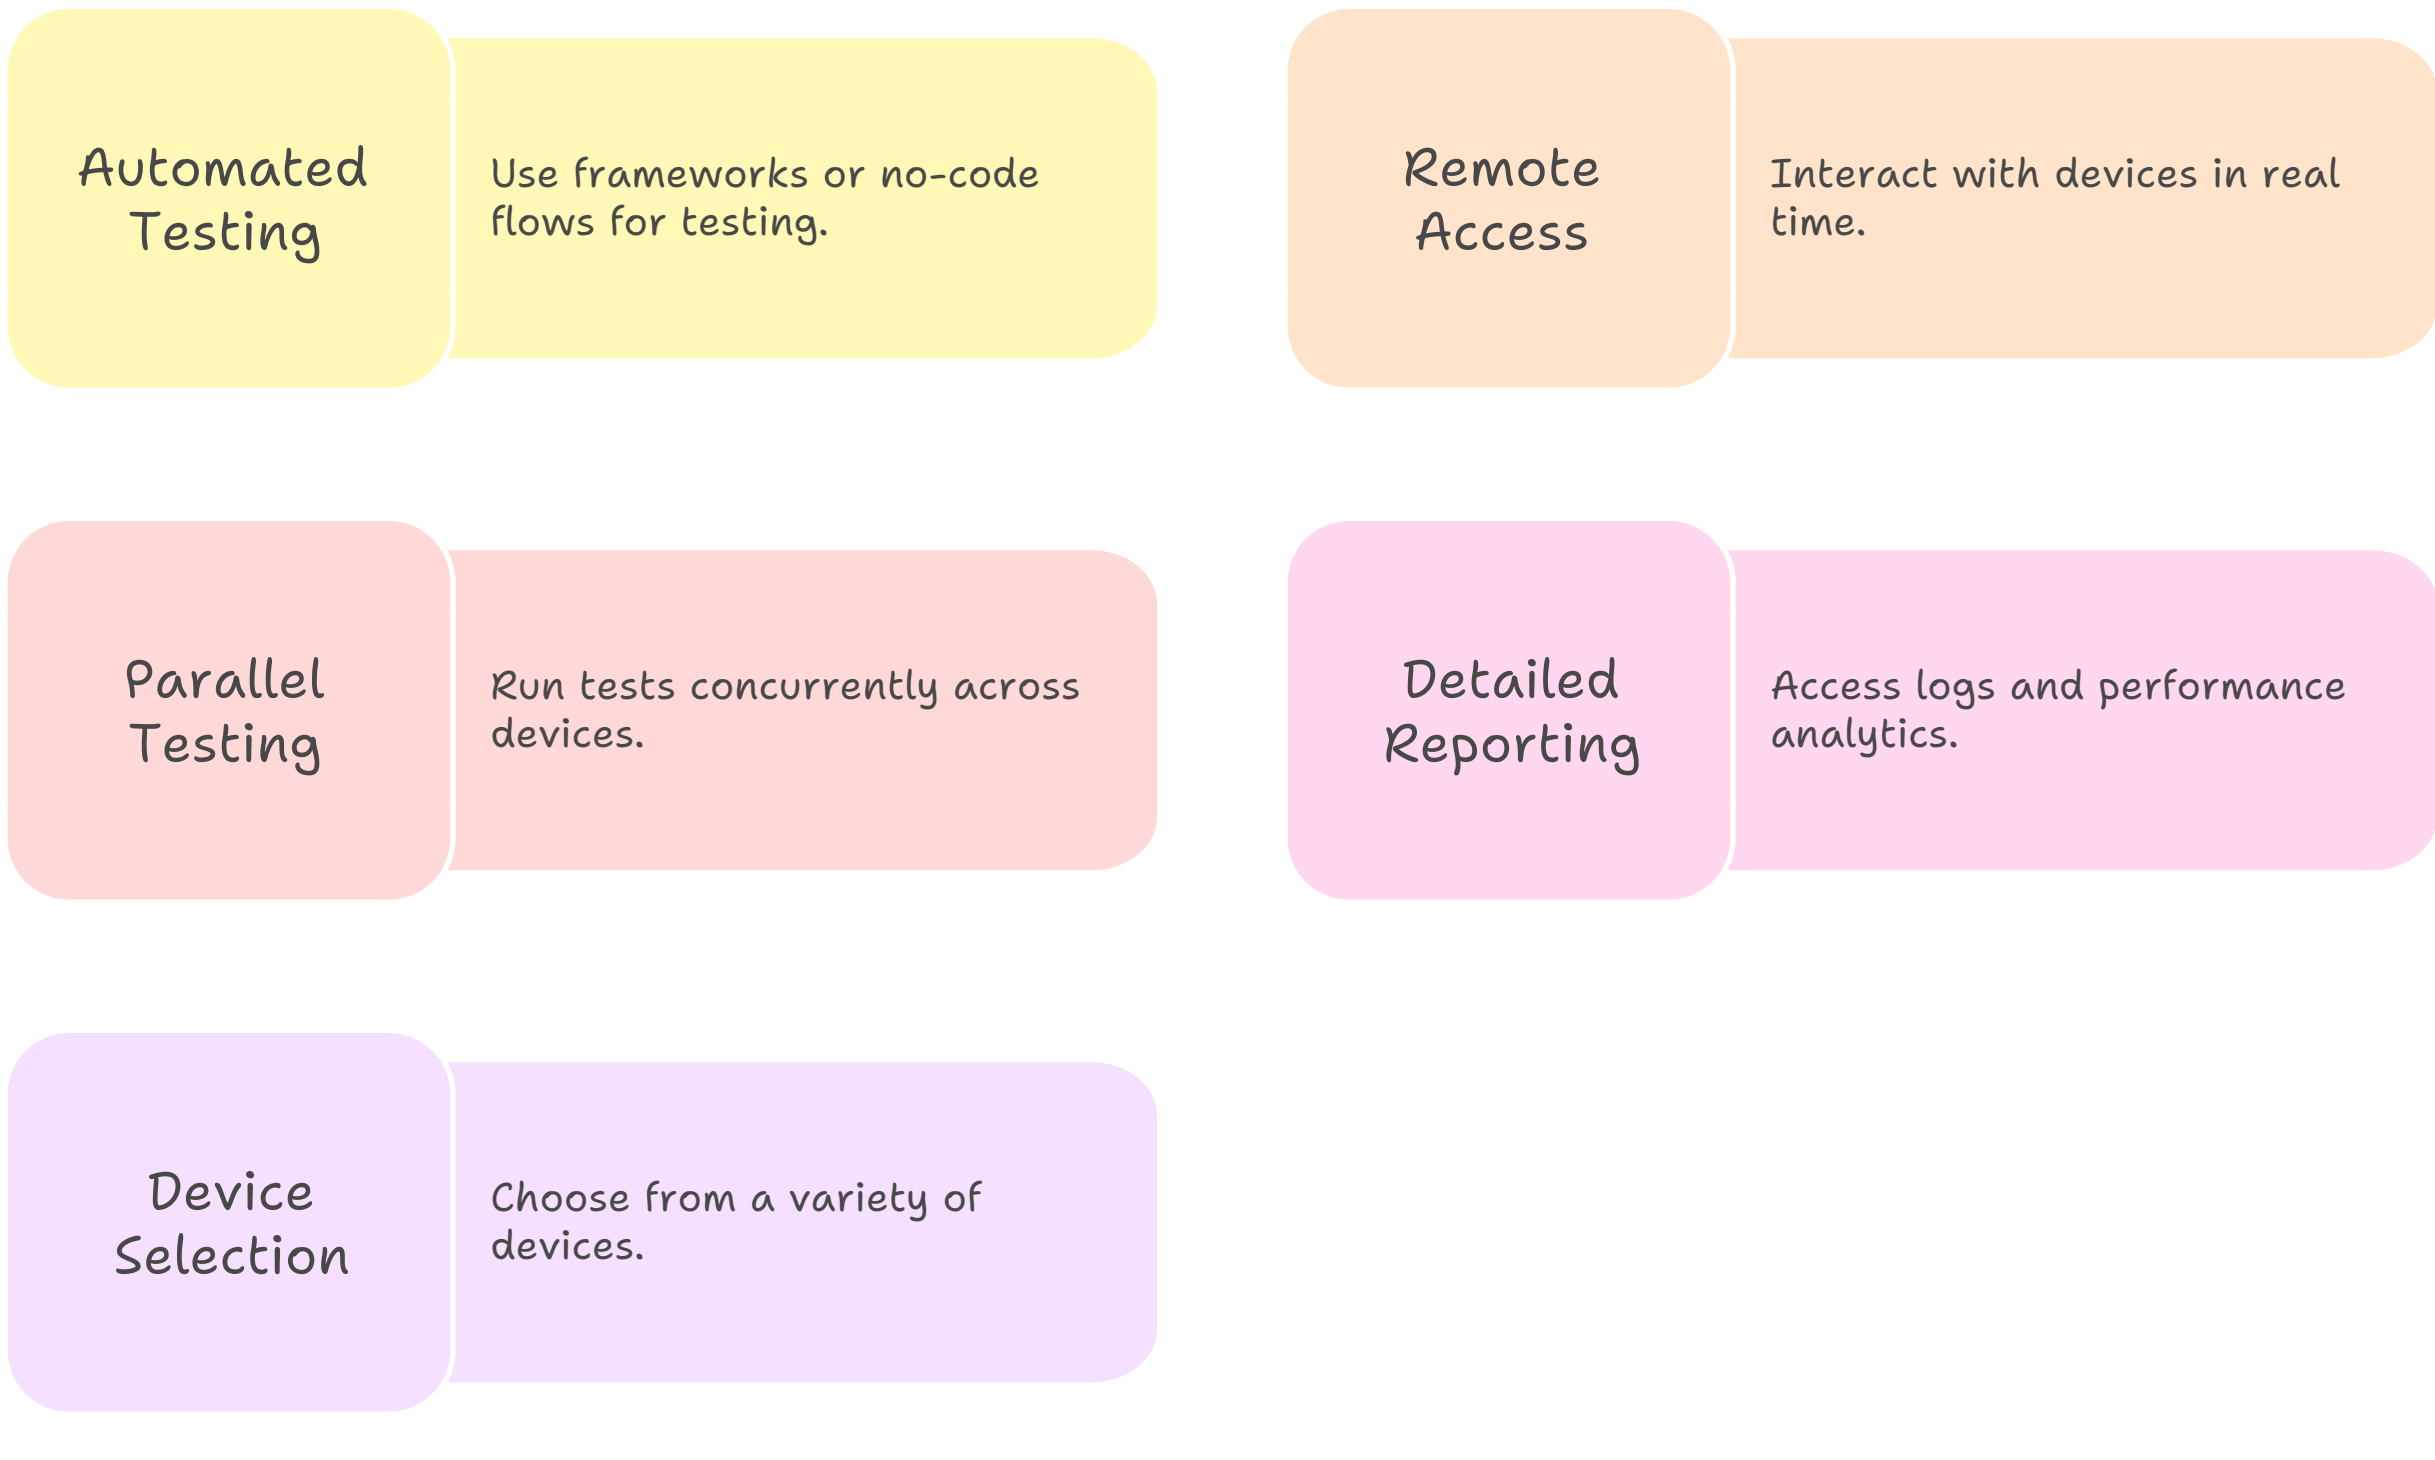 Automated
Testing
Use frameworks or no-code
flows for testing.
Remote
Access
Interact with devices in real
time.
Parallel
Testing
Run tests concurrently across
devices.
Detailed
Reporting
Access logs and performance
analytics.
Device
Selection
Choose from a variety of
devices.